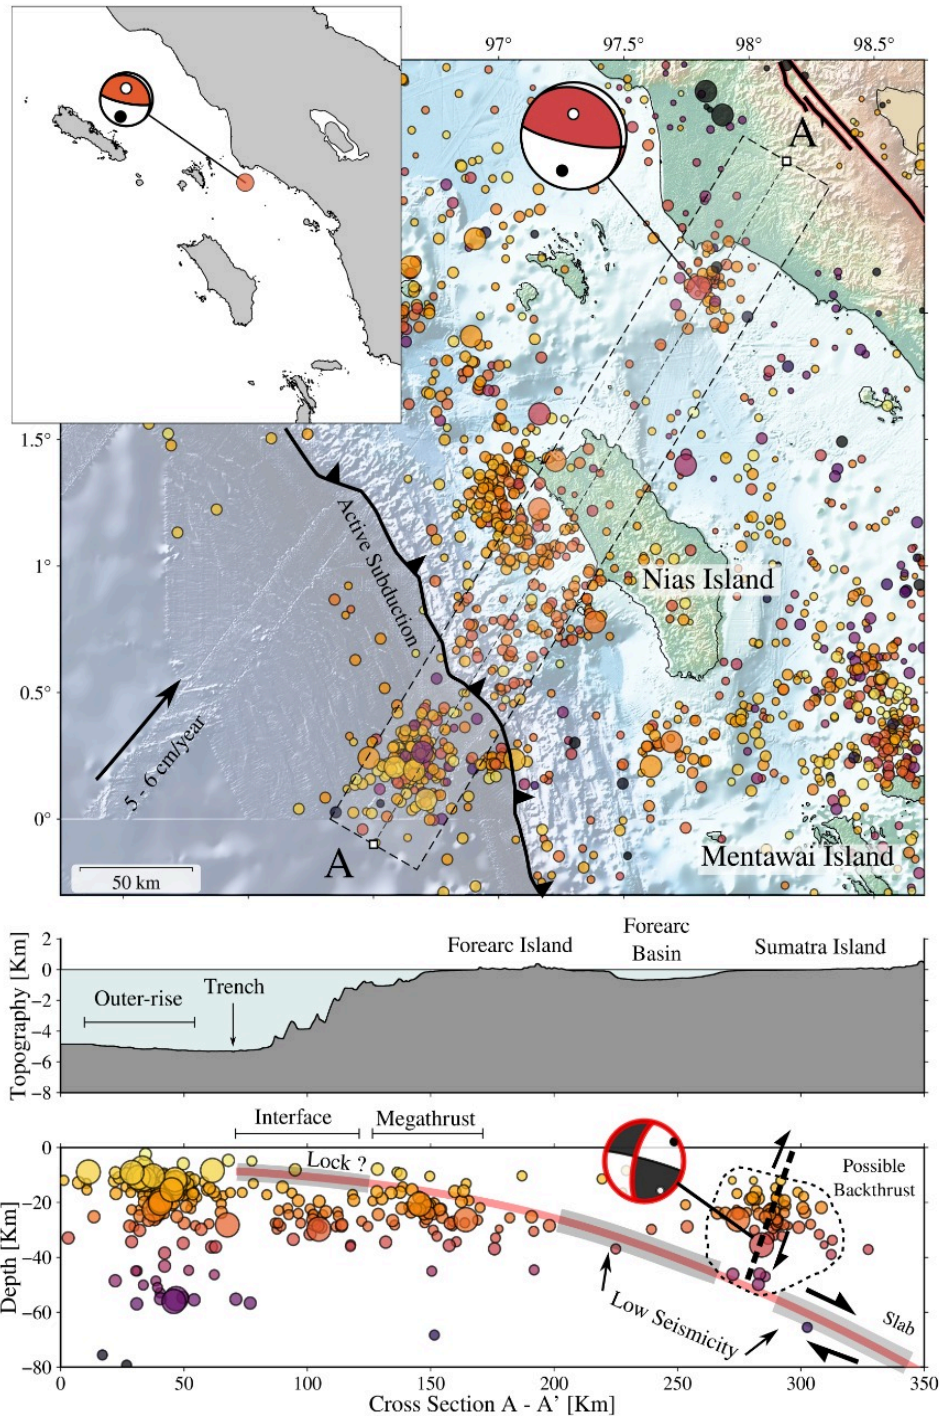 97° 97.5° 98° 98.5°
A'
1.5°
Active Subduction
1°
Nias Island
0.5°
5 - 6 cm/year
0°
A
Mentawai Island
50 km
Topography [Km]
2
0
−2
−4
−6
−8
Outer-rise
Trench
Forearc Island
Forearc
Basin
Sumatra Island
Interface
Megathrust
Depth [Km]
0
−20
−40
−60
−80
Lock ?
Possible
Backthrust
Low Seismicity
Slab
0 50 100 150 200 250 300 350
Cross Section A - A’ [Km]